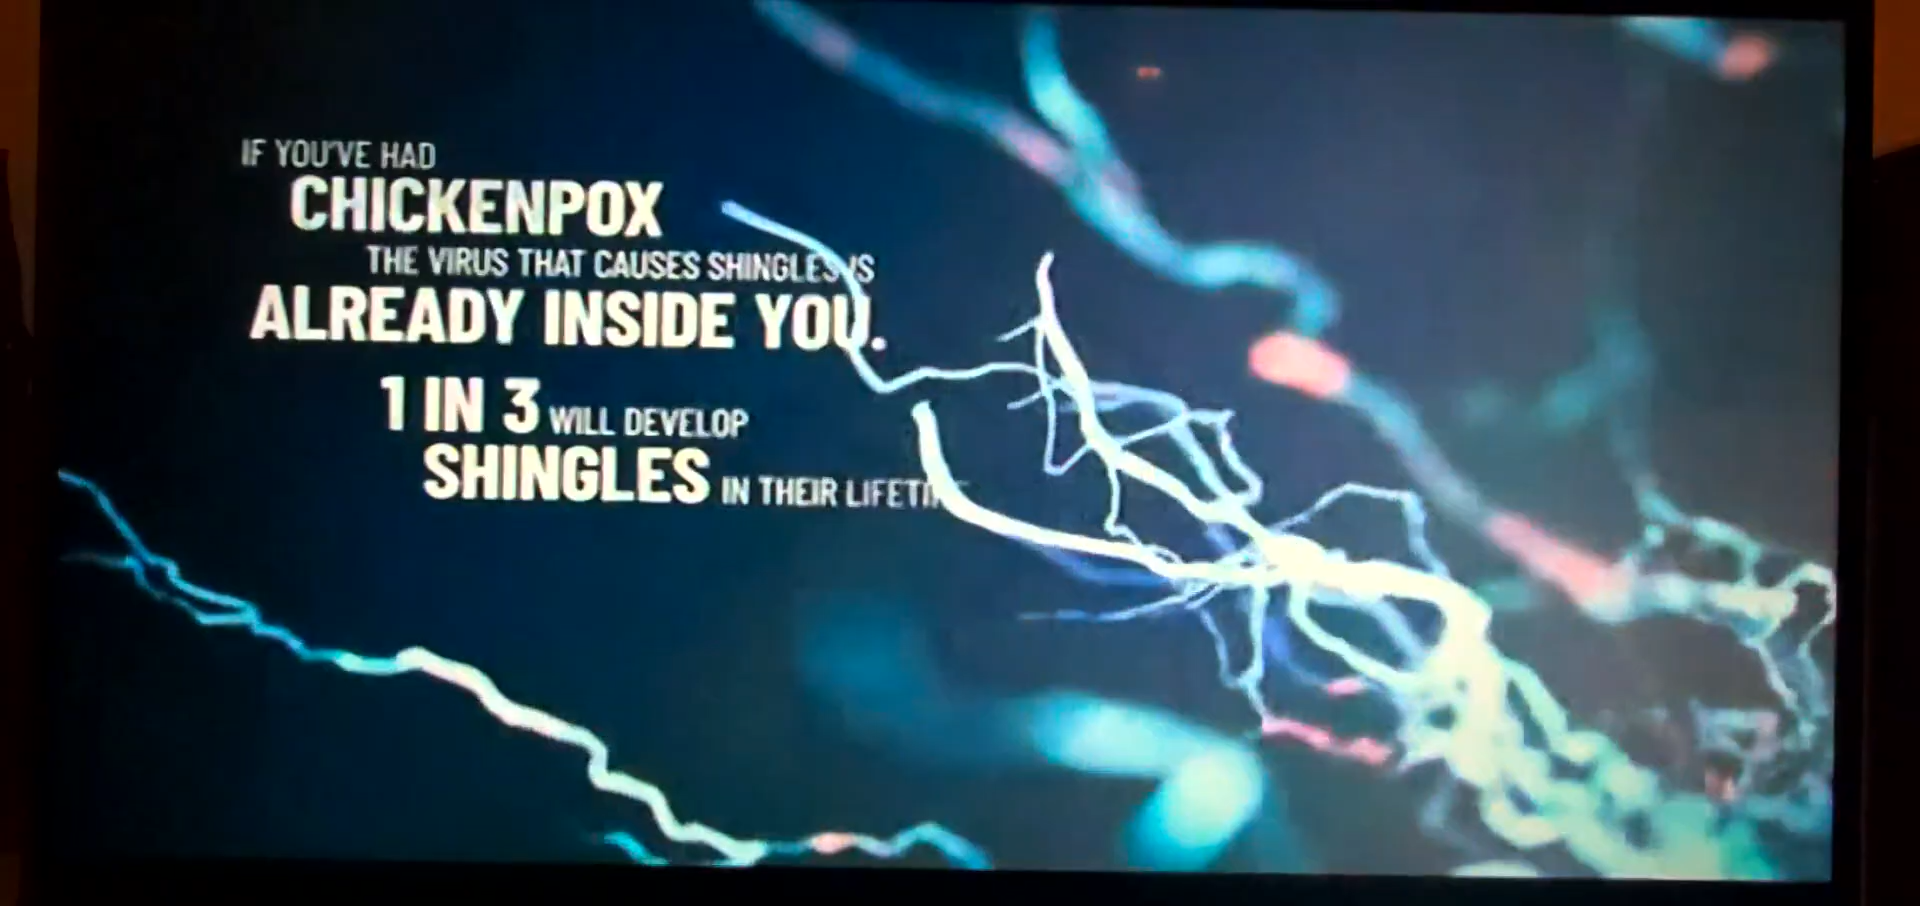 IF YOU'VE HAD
CHICKENPOX
THE VIRUS THAT CAUSES SHINGLES IS
ALREADY INSIDE YOU.
1 IN 3 WILL DEVELOP
SHINGLES IN THEIR